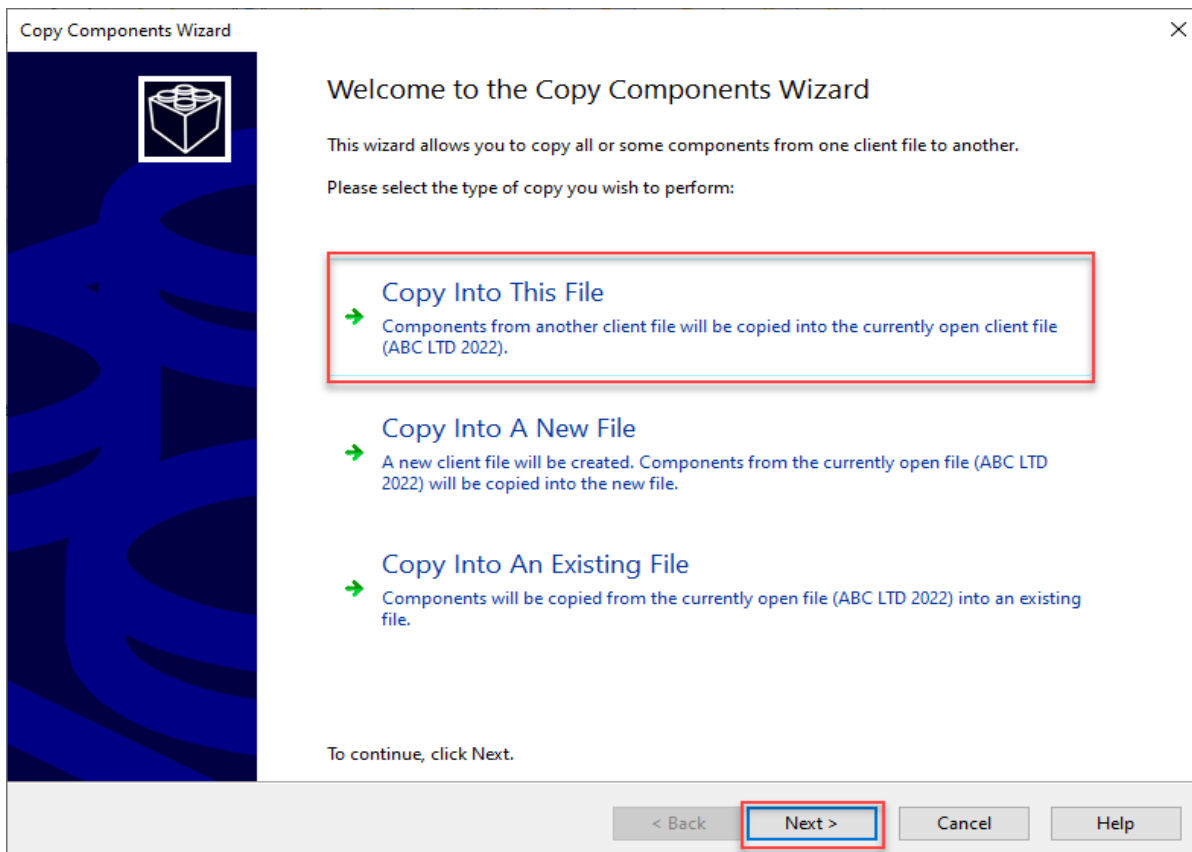 Copy Components Wizard
Welcome to the Copy Components Wizard
This wizard allows you to copy all or some components from one client file to another.
Please select the type of copy you wish to perform:
Copy Into This File
Components from another client file will be copied into the currently open client file
(ABC LTD 2022).
Copy Into A New File
A new client file will be created. Components from the currently open file (ABC LTD
2022) will be copied into the new file.
Copy Into An Existing File
Components will be copied from the currently open file (ABC LTD 2022) into an existing
file.
To continue, click Next.
< Back Next > Cancel Help